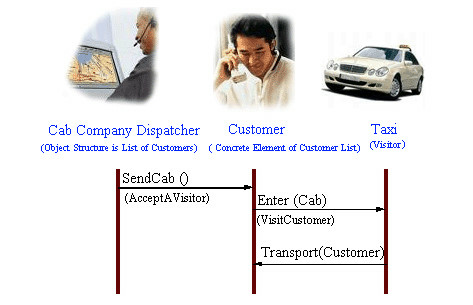 Cab Company Dispatcher Customer Taxi
(Object Structure is List of Customers) ( Concrete Element of Customer List) (Visitor)
SendCab ()
(AcceptAVisitor)
Enter (Cab)
(VisitCustomer)
Transport(Customer)